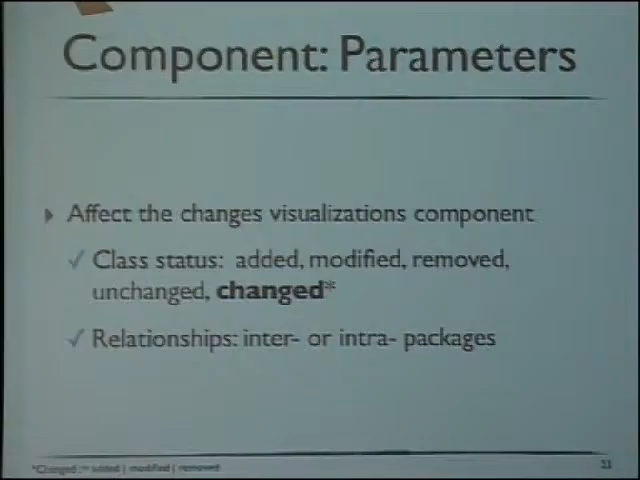 Component: Parameters
Affect the changes visualizations component
✓ Class status: added, modified, removed,
unchanged, changed*
✓ Relationships: inter- or intra- packages
*Changed := added | modified | removed